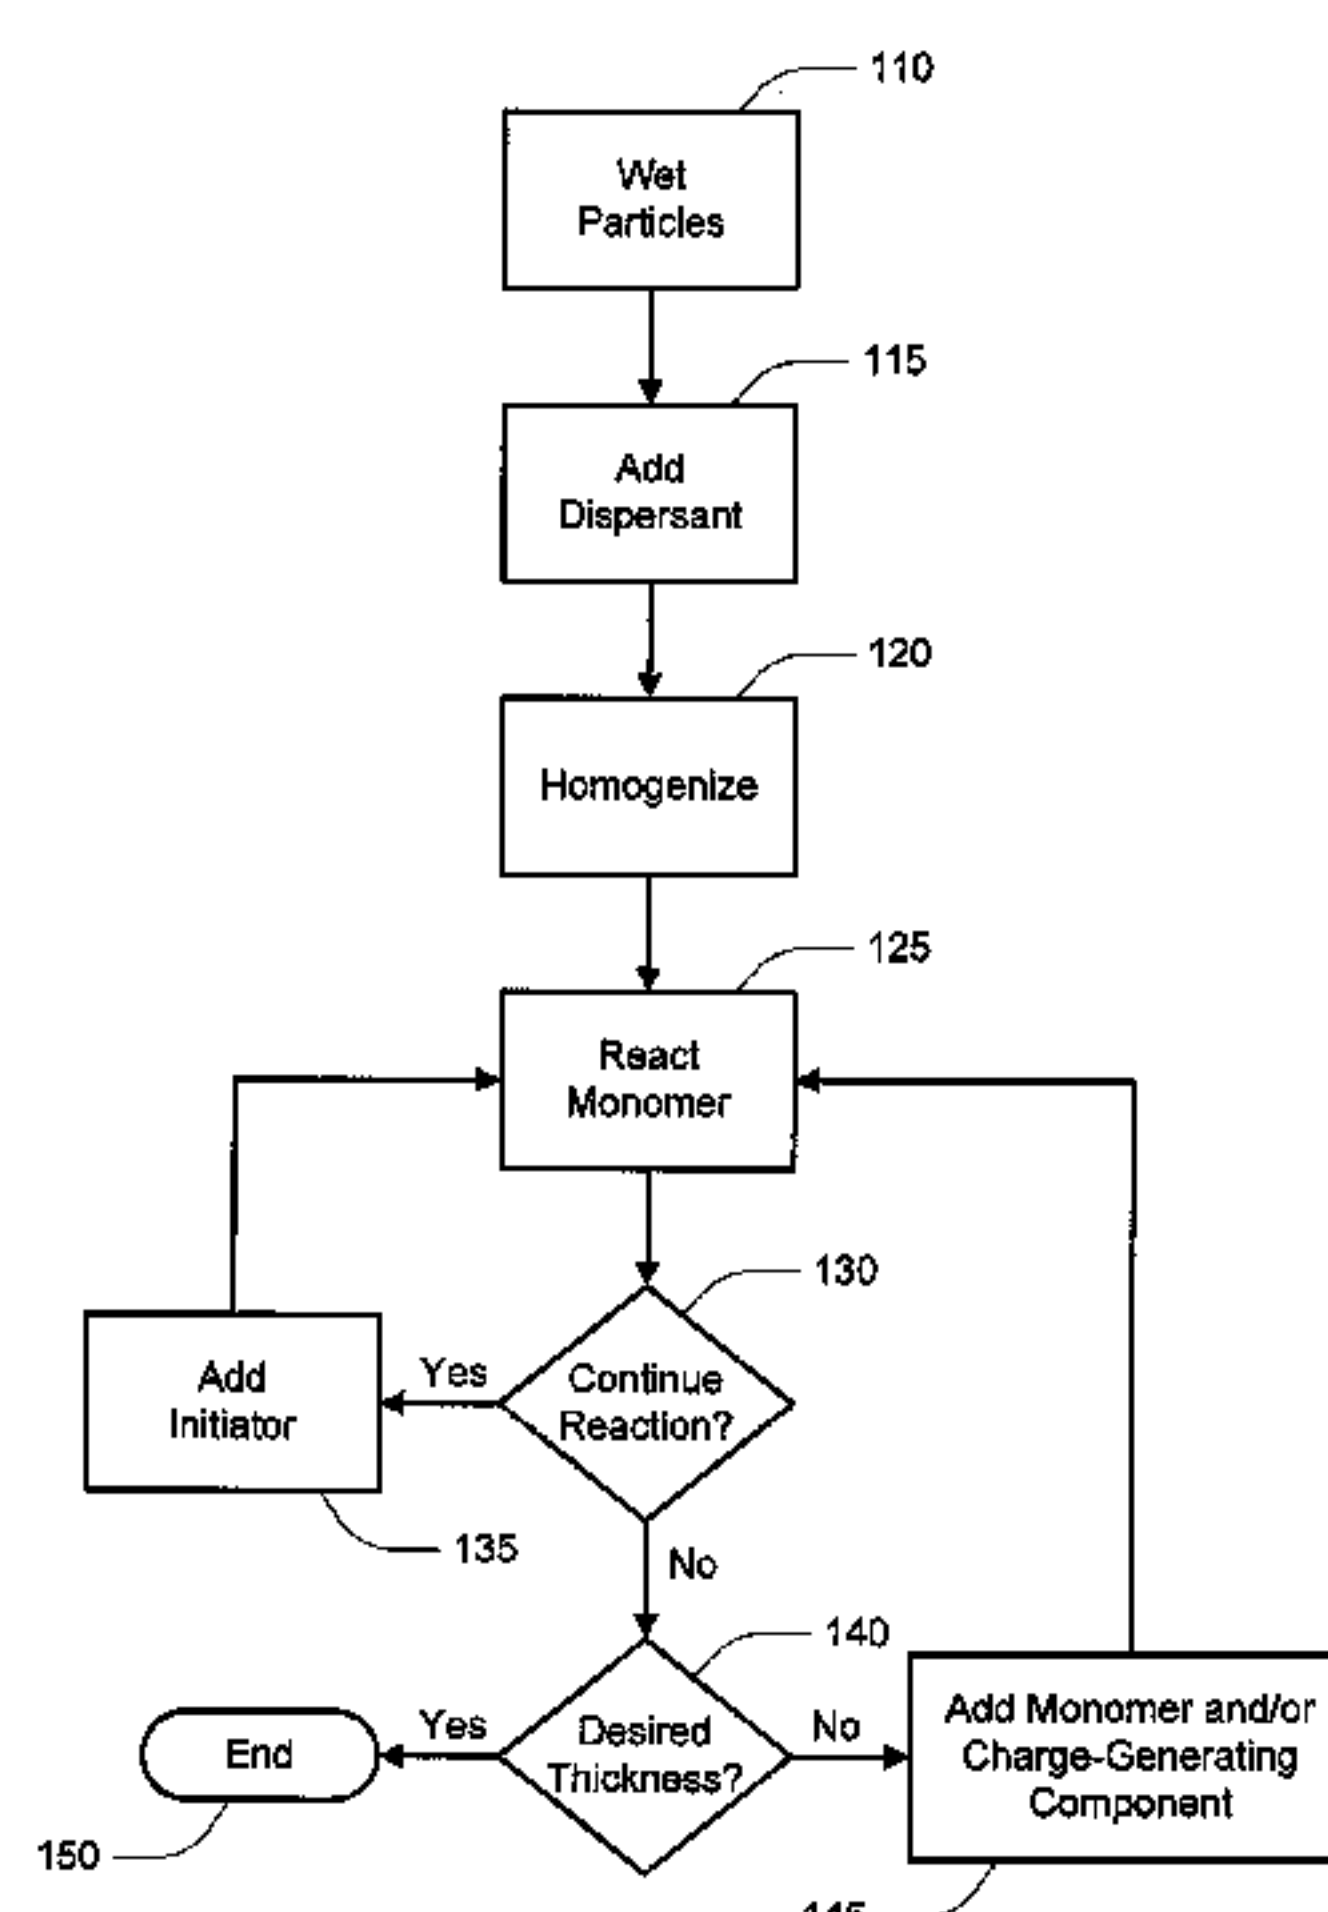 110
Wet
Particles
115
Add
Dispersant
120
Homogenize
125
React
Monomer
130
Continue
Reaction?
Yes
Add
Initiator
135
No
140
Desired
Thickness?
Yes
End
150
No
Add Monomer and/or
Charge-Generating
Component